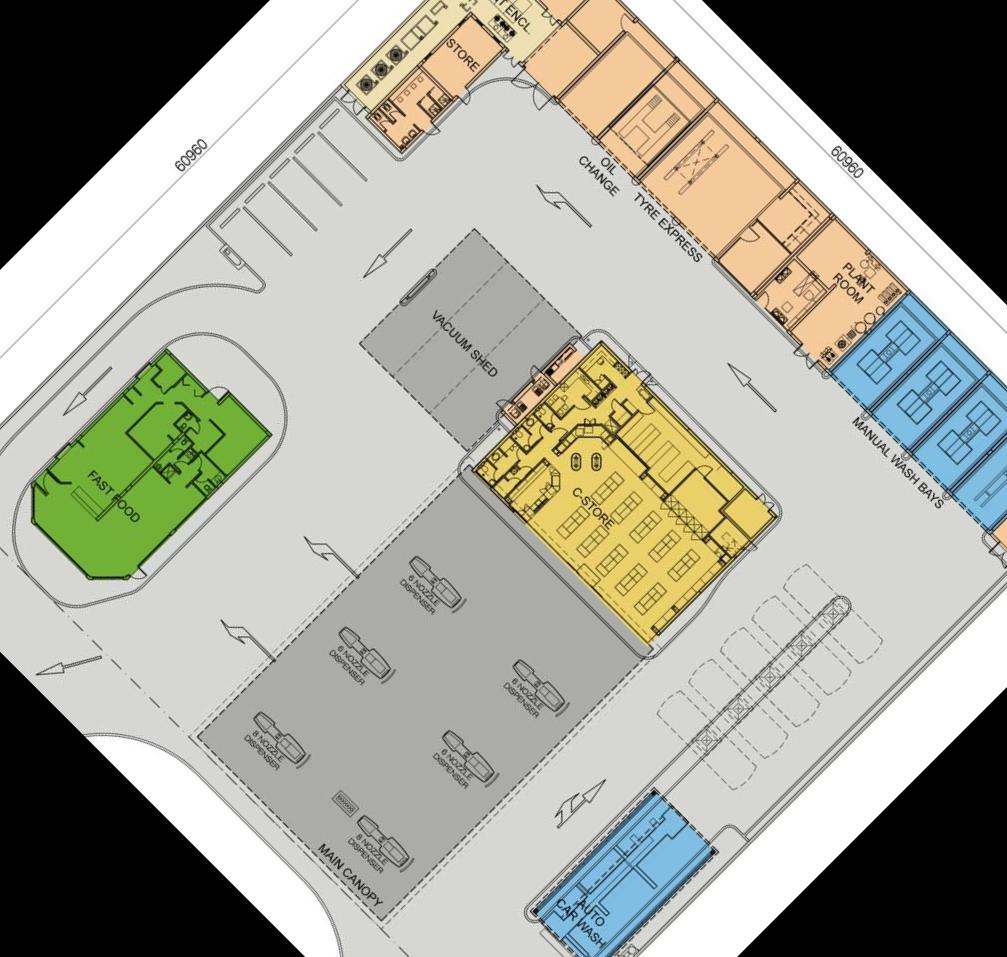 ENCL.
STORE
60960
60960
OIL
CHANGE
TYRE EXPRESS
PLANT
ROOM
VACUUM SHED
MANUAL WASH BAYS
FAST FOOD
C-STORE
6 NOZZLE
DISPENSER
6 NOZZLE
DISPENSER
6 NOZZLE
DISPENSER
8 NOZZLE
DISPENSER
6 NOZZLE
DISPENSER
8 NOZZLE
DISPENSER
MAIN CANOPY
AUTO
CAR WASH